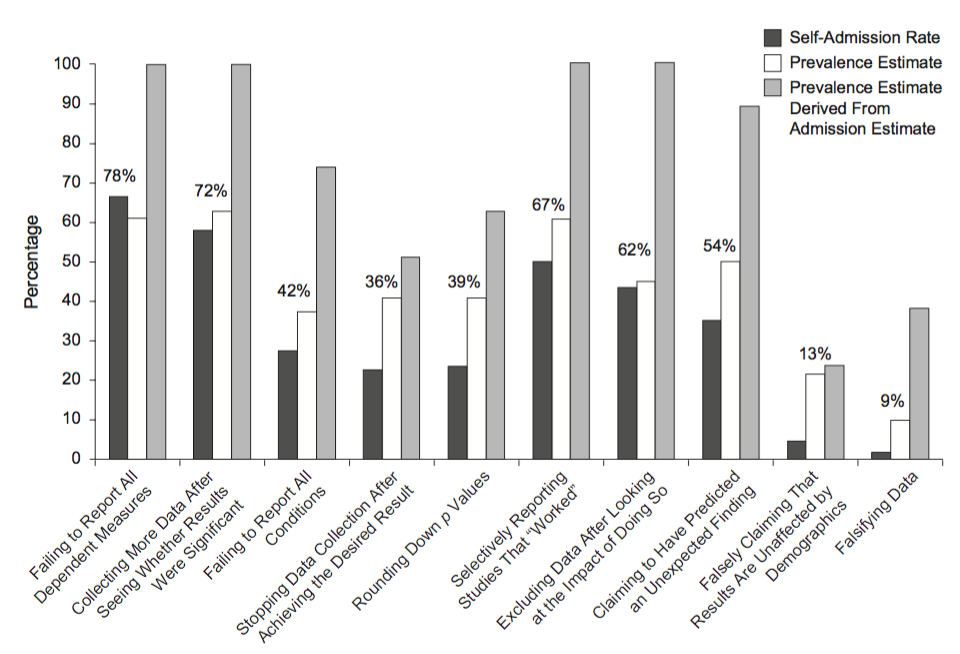 Self-Admission Rate
Prevalence Estimate
Prevalence Estimate
Derived From
Admission Estimate
Percentage
100
90
80
70
60
50
40
30
20
10
0
78%
72%
42%
36%
39%
67%
62%
54%
13%
9%
Failing to Report All
Dependent Measures
Collecting More Data After
Seeing Whether Results
Were Significant
Failing to Report All
Conditions
Stopping Data Collection After
Achieving the Desired Result
Rounding Down p Values
Selectively Reporting
Studies That “Worked”
Excluding Data After Looking
at the Impact of Doing So
Claiming to Have Predicted
an Unexpected Finding
Falsely Claiming That
Results Are Unaffected by
Demographics
Falsifying Data